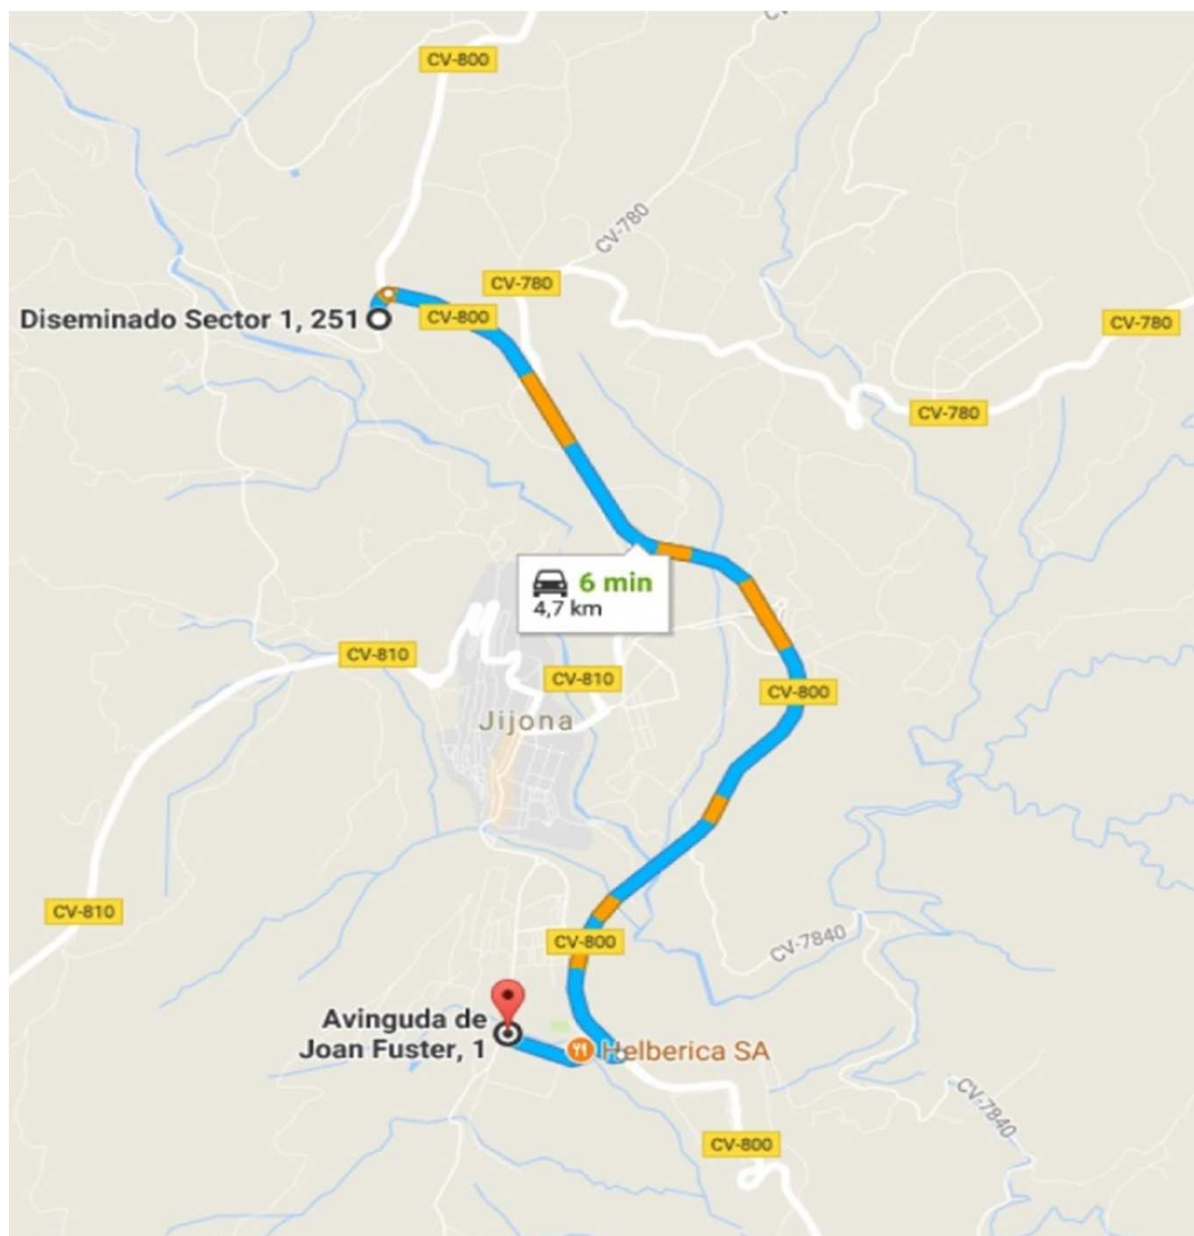 CV-800
CV-780
CV-780
Diseminado Sector 1, 251
CV-800
CV-780
CV-780
6 min
4,7 km
CV-810
CV-810
CV-800
Jijona
CV-810
CV-800
CV-7840
Avinguda de
Joan Fuster, 1
Helberica SA
CV-7840
CV-800